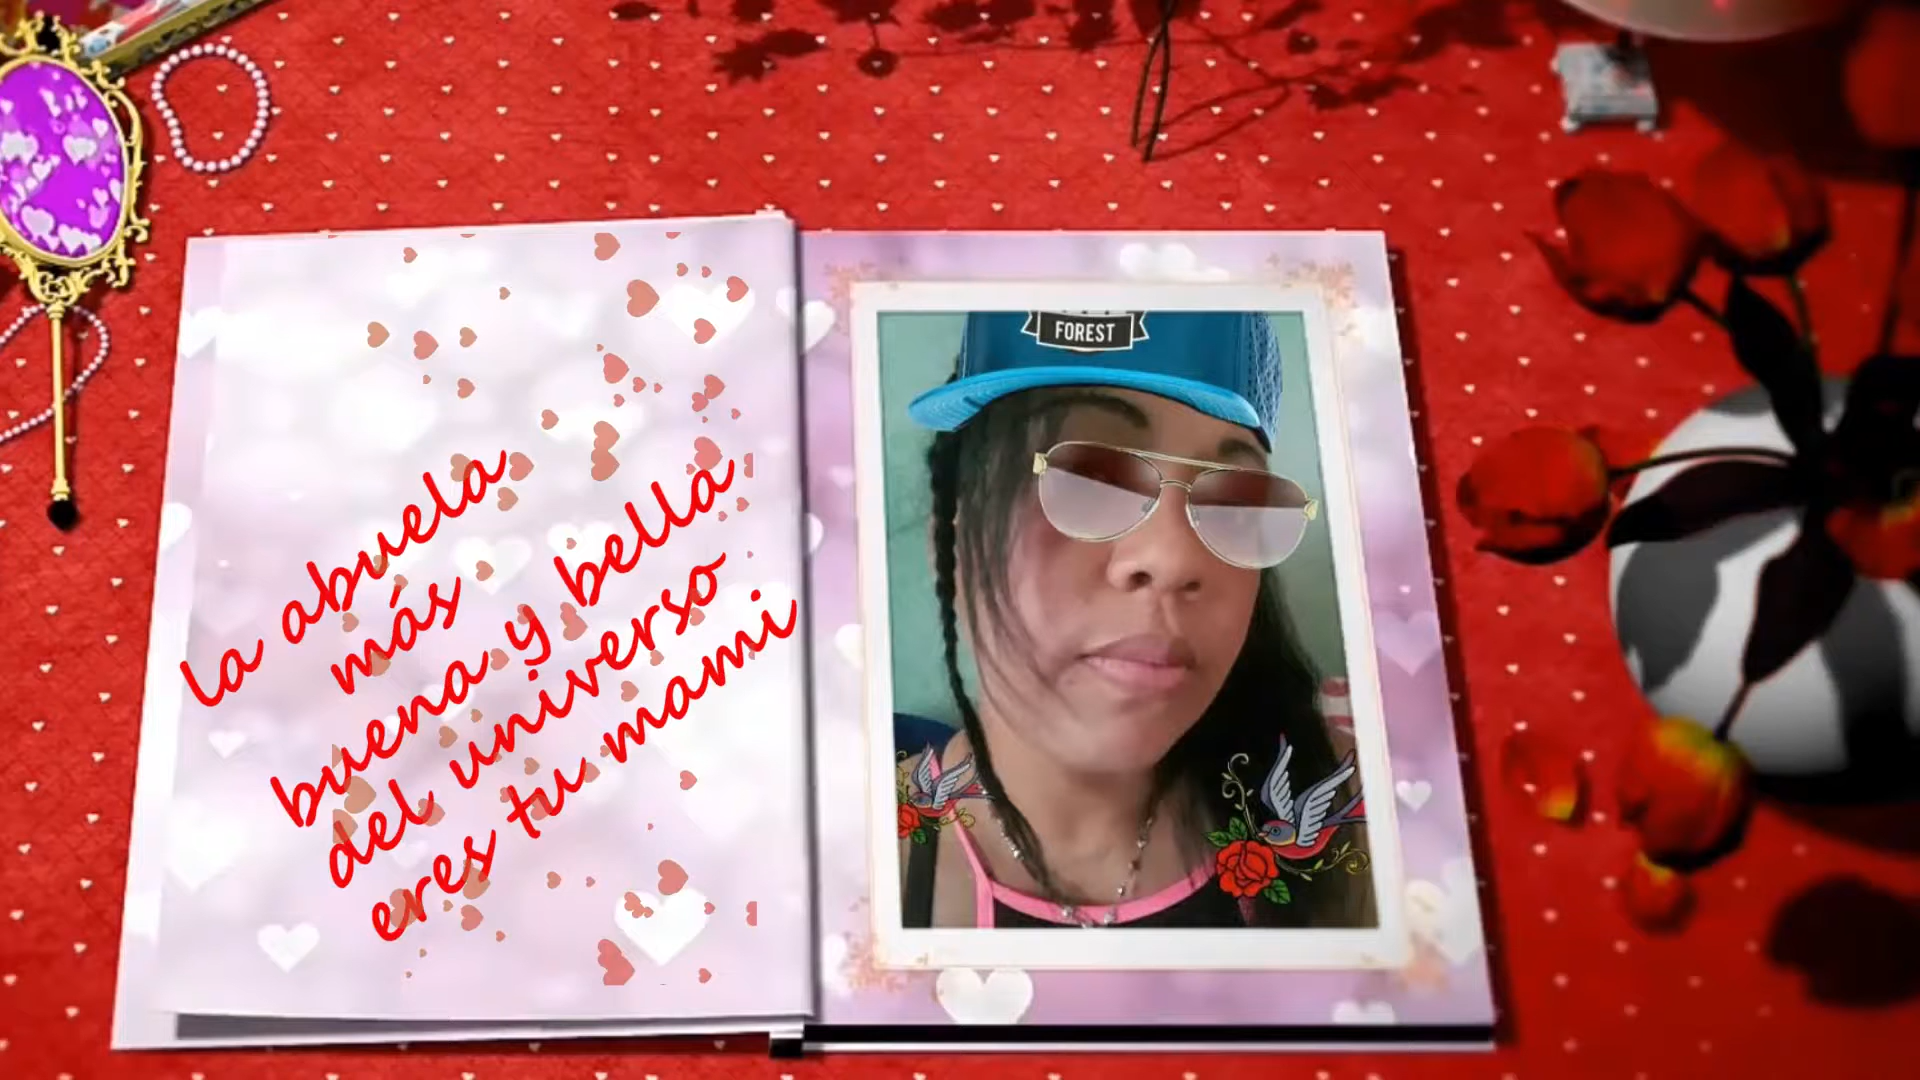 la abuela
más
buena y bella
del universo
eres tu mami
FOREST